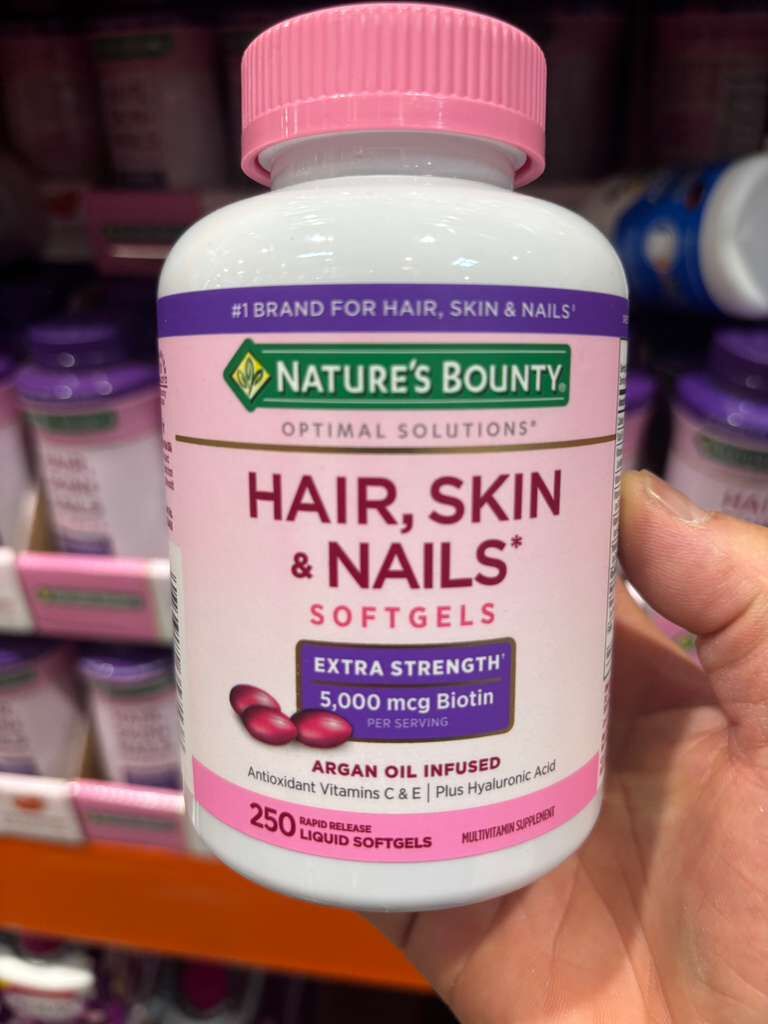 #1 BRAND FOR HAIR, SKIN & NAILS†
NATURE'S BOUNTY®
OPTIMAL SOLUTIONS®
HAIR, SKIN
& NAILS*
SOFTGELS
EXTRA STRENGTH†
5,000 mcg Biotin
PER SERVING
ARGAN OIL INFUSED
Antioxidant Vitamins C & E | Plus Hyaluronic Acid
250 RAPID RELEASE
LIQUID SOFTGELS
MULTIVITAMIN SUPPLEMENT